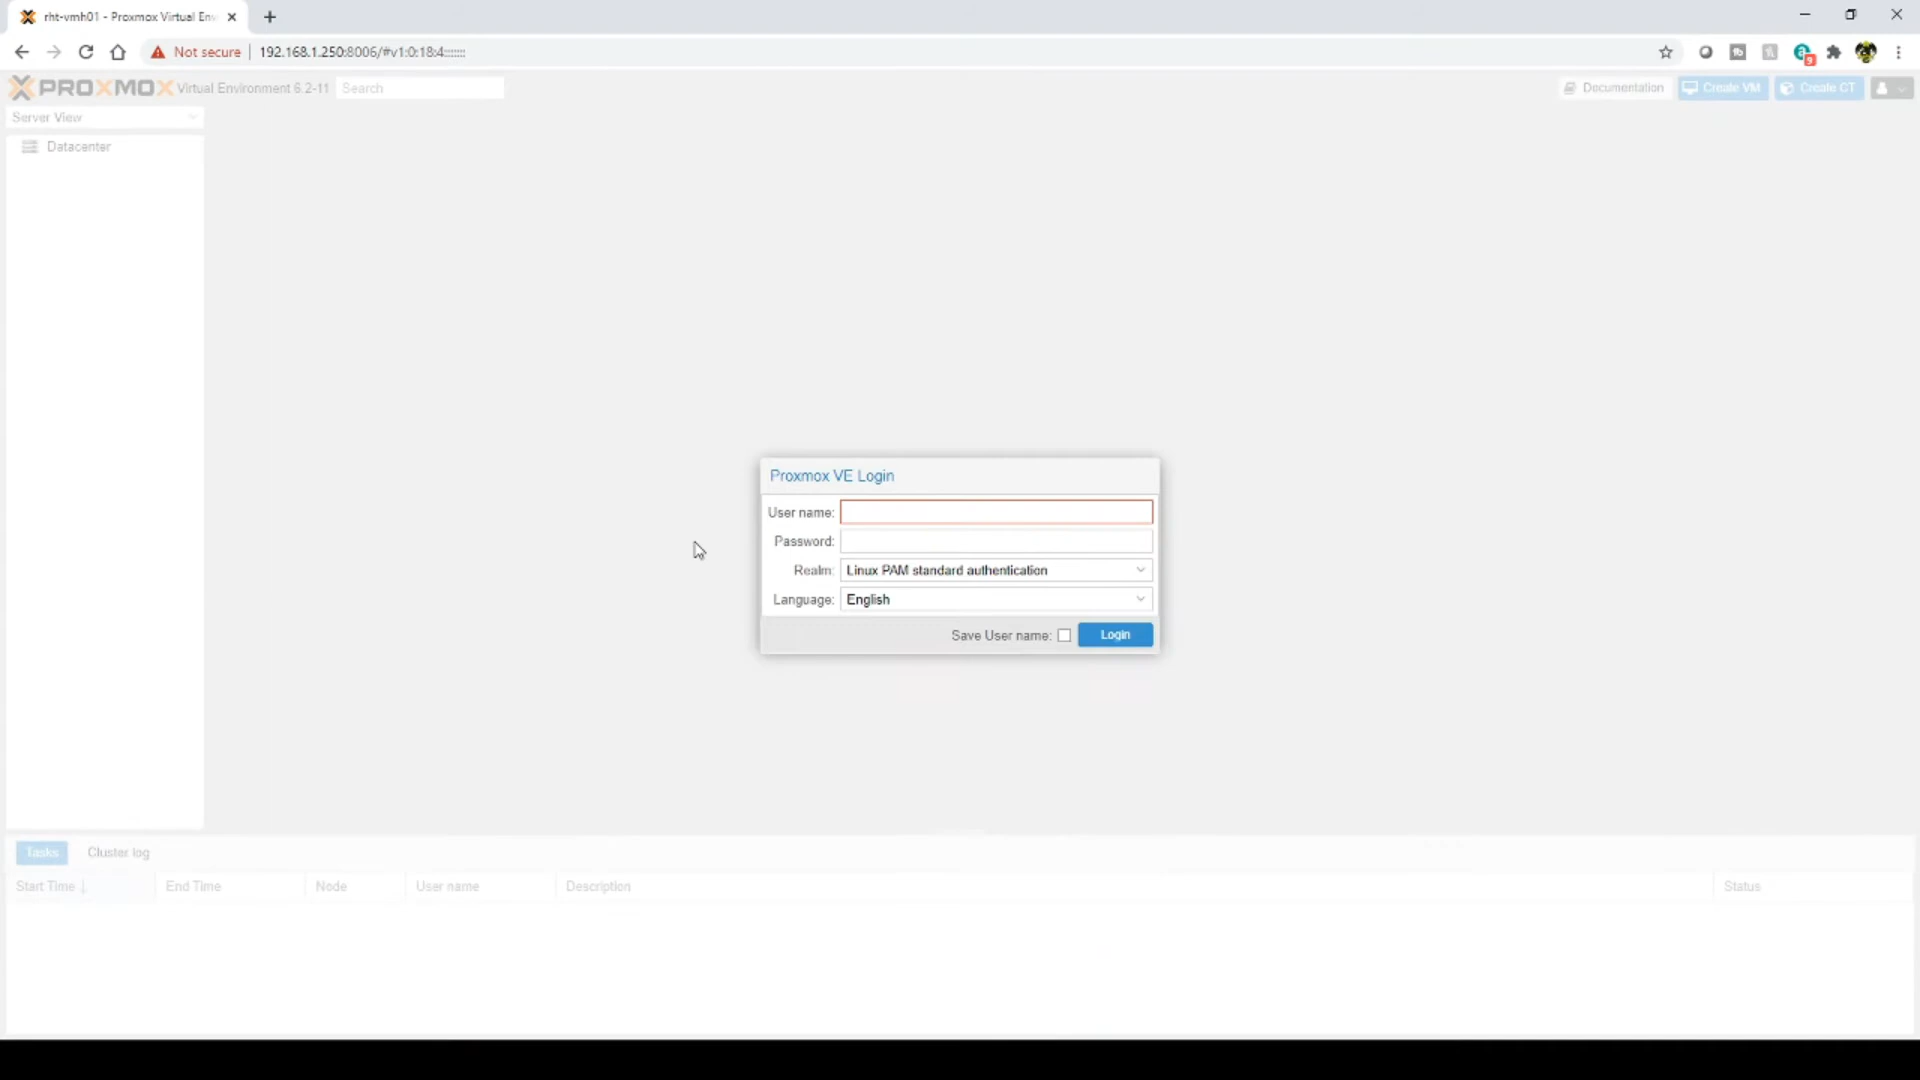 rht-vmh01 - Proxmox Virtual Env
Not secure 192.168.1.250:8006/#v1:0:18:4:::::::
PROXMOX Virtual Environment 6.2-11 Search Documentation Create VM Create CT
Server View
Datacenter
Proxmox VE Login
User name:
Password:
Realm: Linux PAM standard authentication
Language: English
Save User name: Login
Tasks Cluster log
Start Time ↓ End Time Node User name Description Status